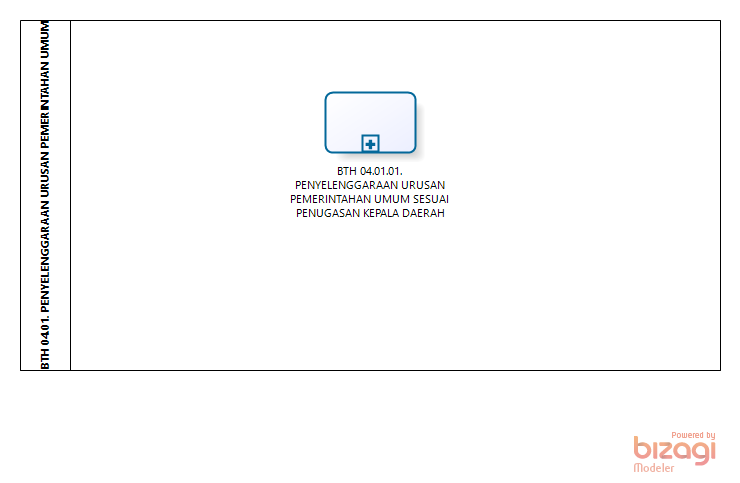 BTH 04.01. PENYELENGGARAAN URUSAN PEMERINTAHAN UMUM
BTH 04.01.01.
PENYELENGGARAAN URUSAN
PEMERINTAHAN UMUM SESUAI
PENUGASAN KEPALA DAERAH
Powered by
bizagi
Modeler